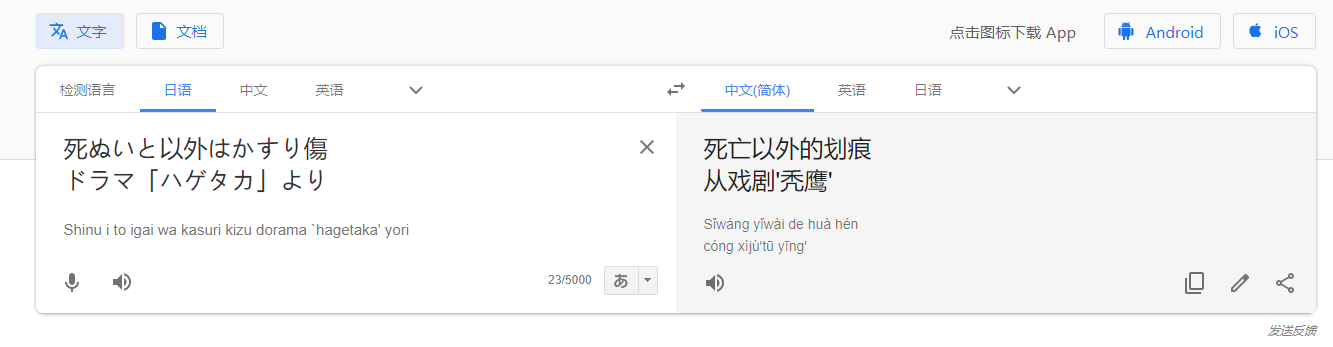 文字 文档 点击图标下载 App Android iOS
检测语言 日语 中文 英语 中文(简体) 英语 日语
死ぬいと以外はかすり傷
ドラマ「ハゲタカ」より
Shinu i to igai wa kasuri kizu dorama `hagetaka' yori
23/5000 あ
死亡以外的划痕
从戏剧'秃鹰'
Sǐwáng yǐwài de huà hén
cóng xìjù'tū yīng'
发送反馈